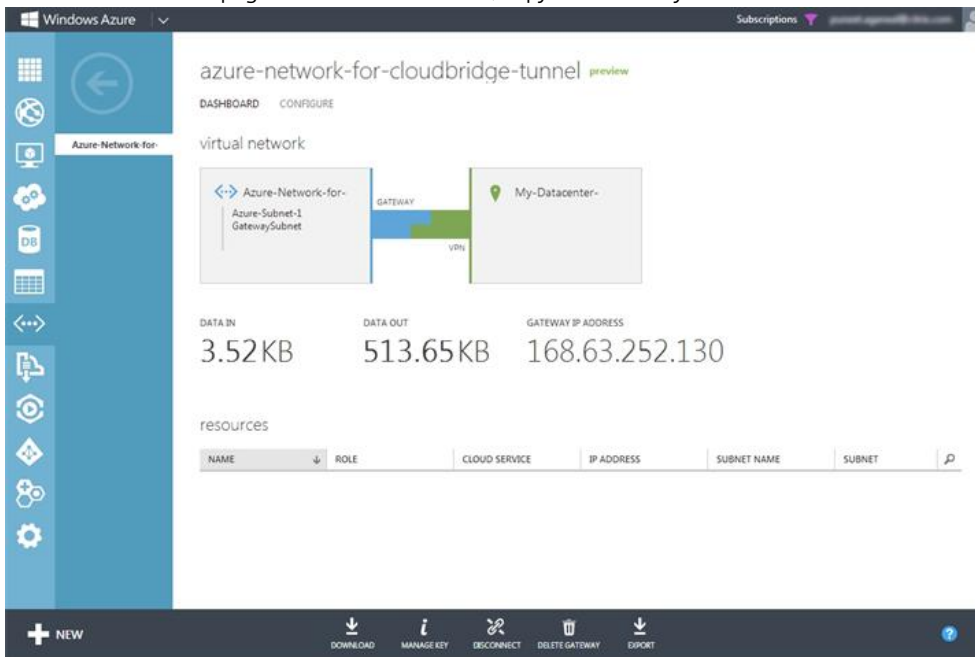 Windows Azure
Subscriptions
Azure-Network-for-
azure-network-for-cloudbridge-tunnel preview
DASHBOARD CONFIGURE
virtual network
Azure-Network-for-
Azure-Subnet-1
GatewaySubnet
GATEWAY
VPN
My-Datacenter-
DATA IN DATA OUT GATEWAY IP ADDRESS
3.52KB 513.65KB 168.63.252.130
resources
NAME ROLE CLOUD SERVICE IP ADDRESS SUBNET NAME SUBNET
DB
NEW
DOWNLOAD MANAGE KEY DISCONNECT DELETE GATEWAY EXPORT